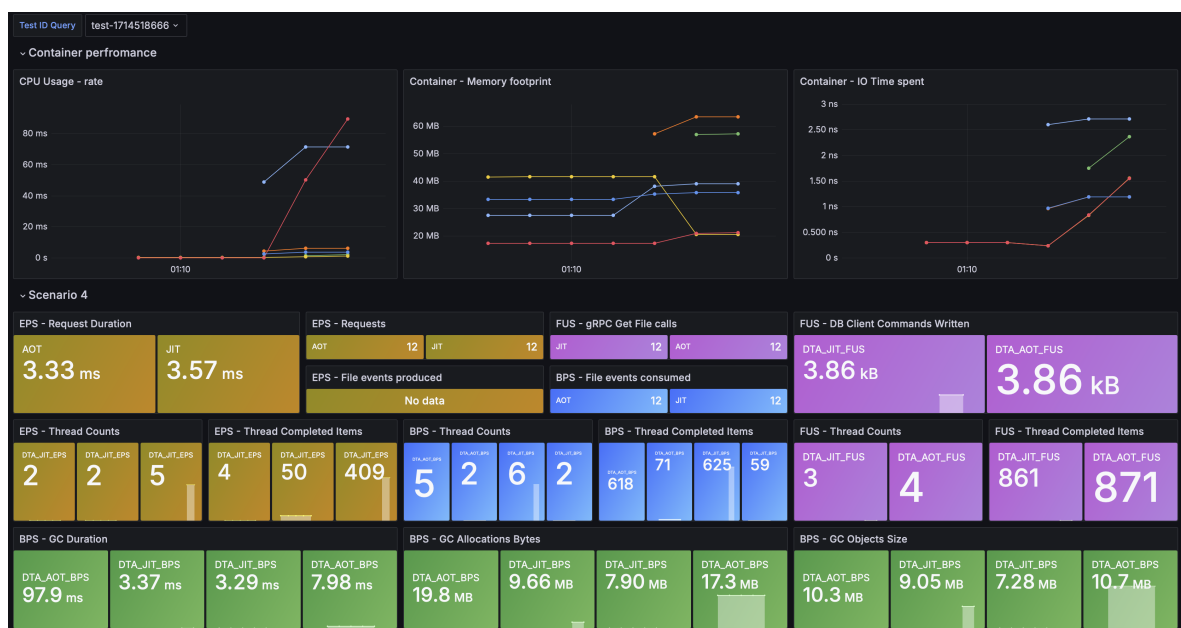 Test ID Query test-1714518666
Container perfromance
CPU Usage - rate
80 ms
60 ms
40 ms
20 ms
0 s
01:10
Container - Memory footprint
60 MB
50 MB
40 MB
30 MB
20 MB
01:10
Container - IO Time spent
3 ns
2.50 ns
2 ns
1.50 ns
1 ns
0.500 ns
0 s
01:10
Scenario 4
EPS - Request Duration
AOT
3.33 ms
JIT
3.57 ms
EPS - Requests
AOT 12 JIT 12
EPS - File events produced
No data
FUS - gRPC Get File calls
JIT 12 AOT 12
BPS - File events consumed
AOT 12 JIT 12
FUS - DB Client Commands Written
DTA_JIT_FUS
3.86 kB
DTA_AOT_FUS
3.86 kB
EPS - Thread Counts
DTA_JIT_EPS
2
DTA_JIT_EPS
2
DTA_JIT_EPS
5
EPS - Thread Completed Items
DTA_JIT_EPS
4
DTA_JIT_EPS
50
DTA_JIT_EPS
409
BPS - Thread Counts
DTA_AOT_BPS
5
DTA_AOT_BPS
2
DTA_JIT_BPS
6
DTA_JIT_BPS
2
BPS - Thread Completed Items
DTA_AOT_BPS
618
DTA_AOT_BPS
71
DTA_JIT_BPS
625
DTA_JIT_BPS
59
FUS - Thread Counts
DTA_JIT_FUS
3
DTA_AOT_FUS
4
FUS - Thread Completed Items
DTA_JIT_FUS
861
DTA_AOT_FUS
871
BPS - GC Duration
DTA_AOT_BPS
97.9 ms
DTA_JIT_BPS
3.37 ms
DTA_JIT_BPS
3.29 ms
DTA_AOT_BPS
7.98 ms
BPS - GC Allocations Bytes
DTA_AOT_BPS
19.8 MB
DTA_JIT_BPS
9.66 MB
DTA_JIT_BPS
7.90 MB
DTA_AOT_BPS
17.3 MB
BPS - GC Objects Size
DTA_AOT_BPS
10.3 MB
DTA_JIT_BPS
9.05 MB
DTA_JIT_BPS
7.28 MB
DTA_AOT_BPS
10.7 MB